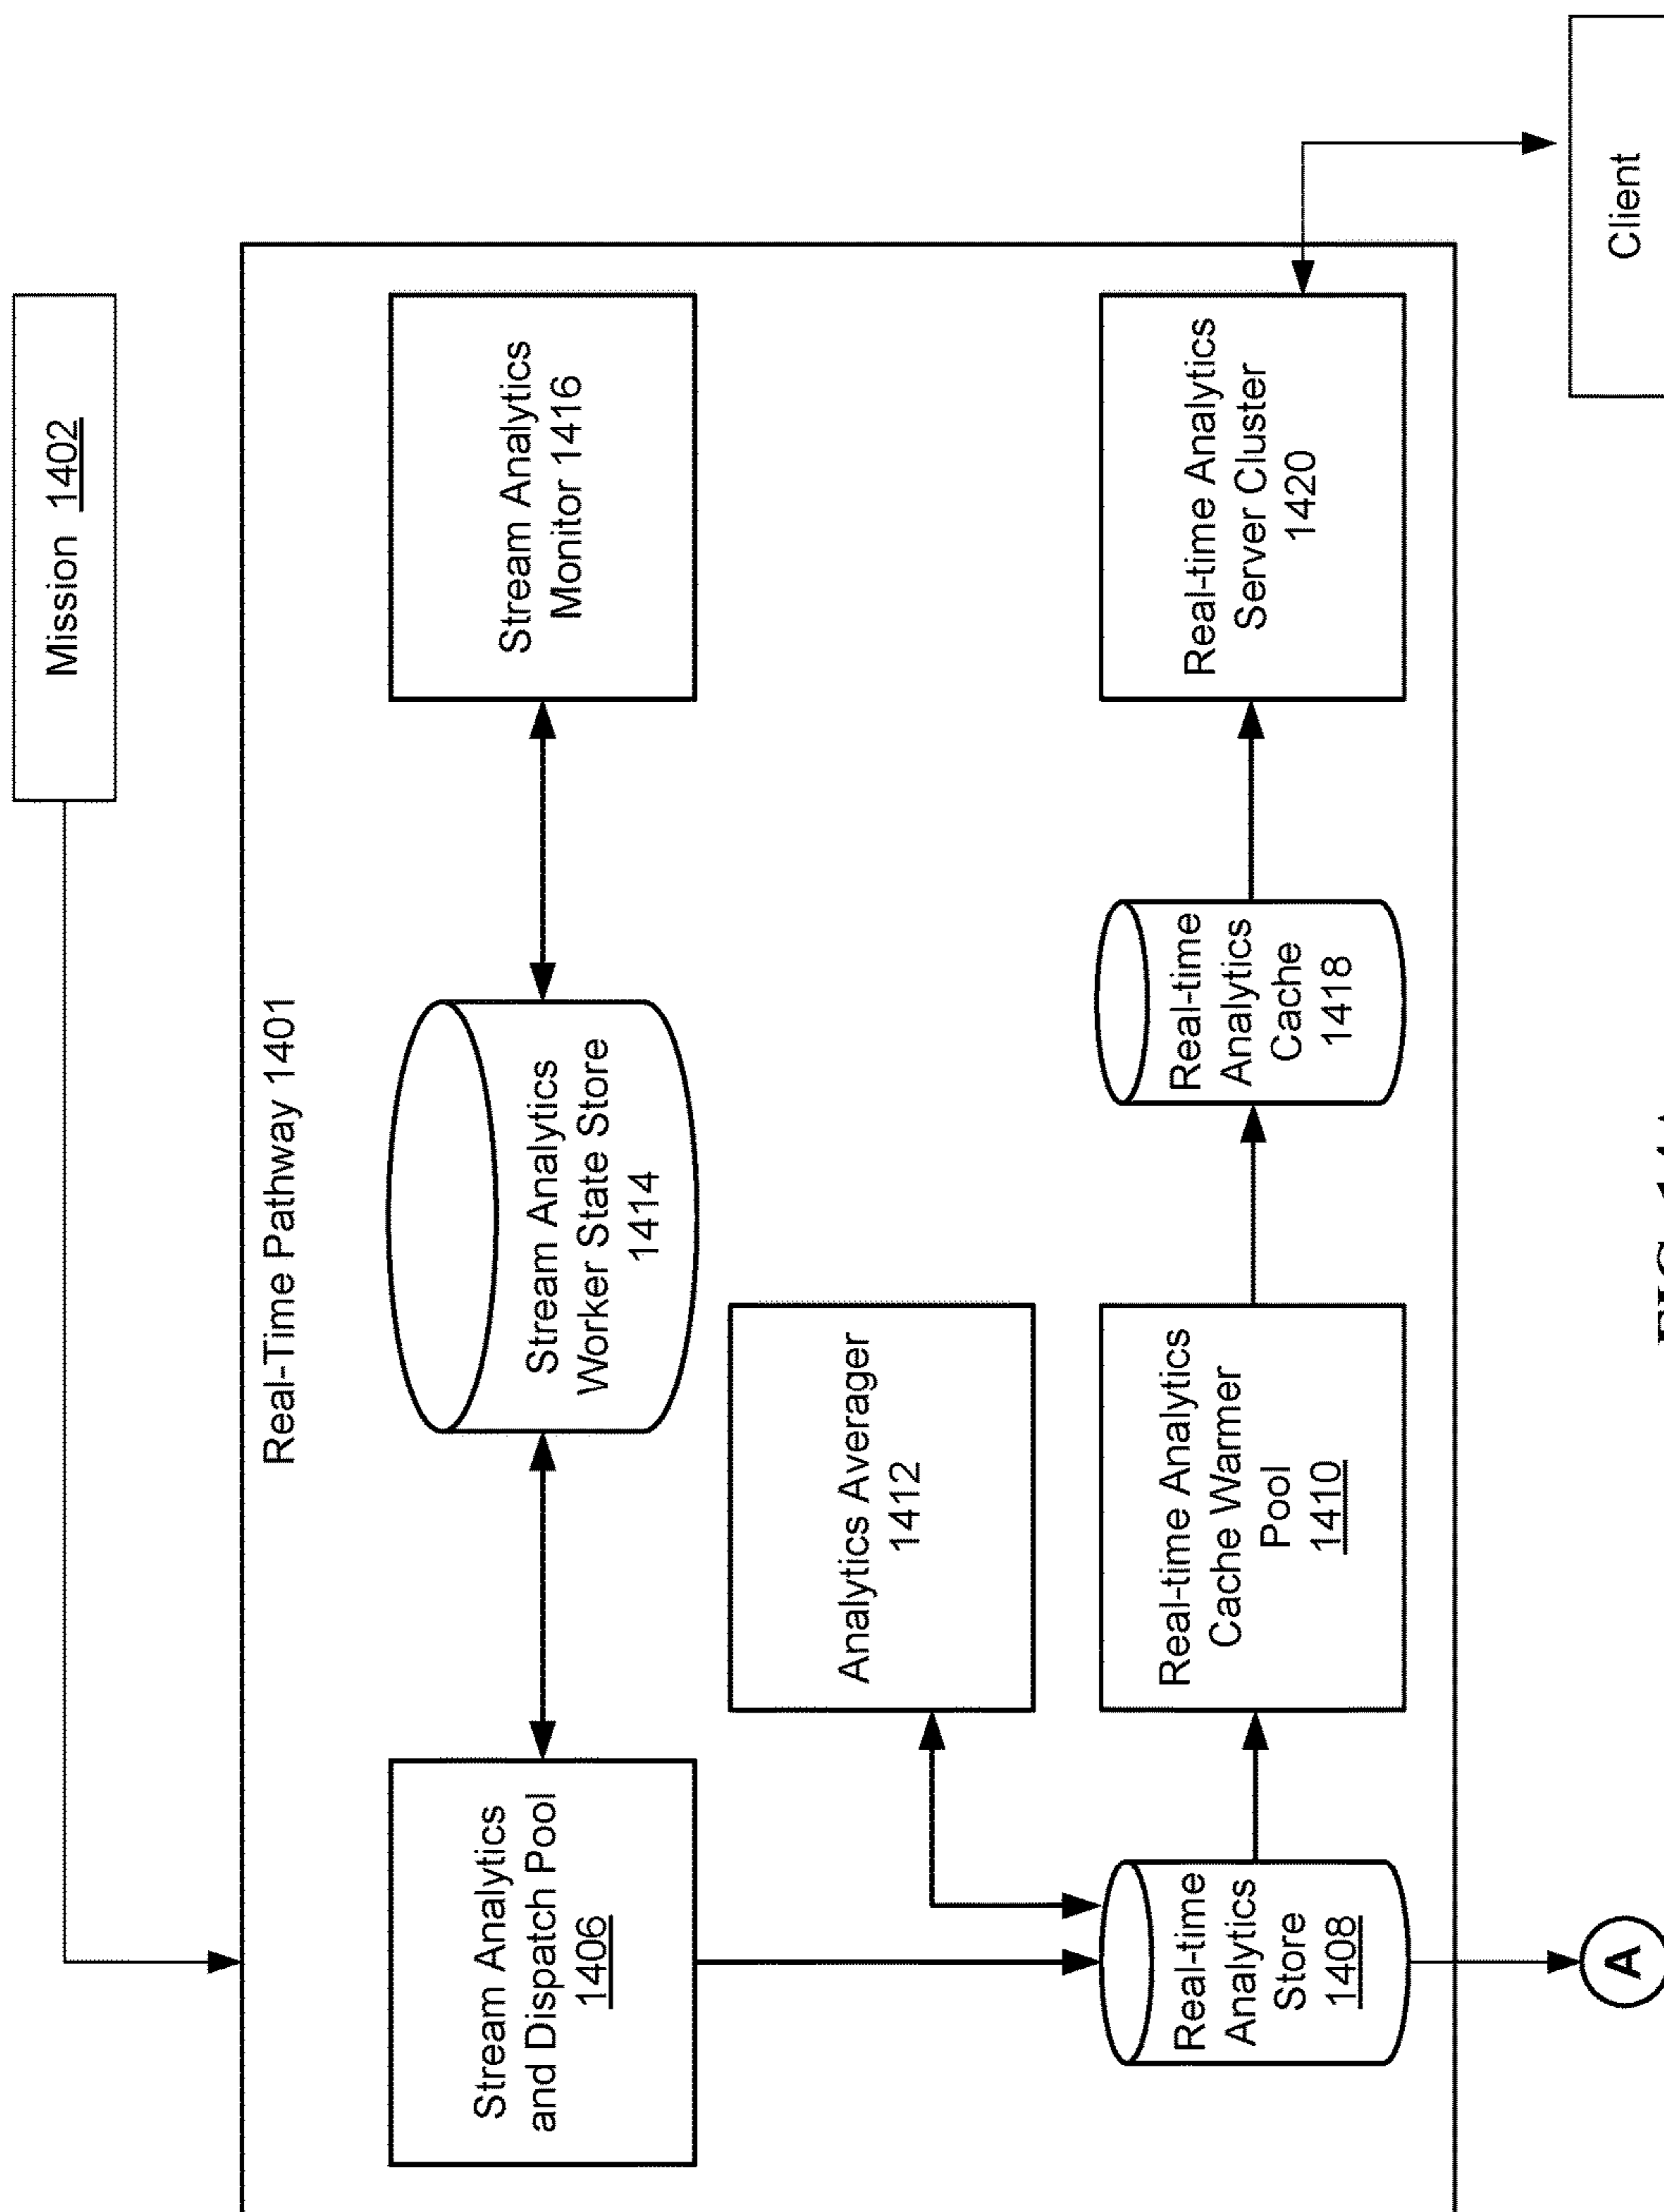 Mission 1402
Real-Time Pathway 1401
Stream Analytics
and Dispatch Pool
1406
Stream Analytics
Worker State Store
1414
Stream Analytics
Monitor 1416
Analytics Averager
1412
Real-time
Analytics
Store
1408
Real-time Analytics
Cache Warmer
Pool
1410
Real-time
Analytics
Cache
1418
Real-time Analytics
Server Cluster
1420
A
Client